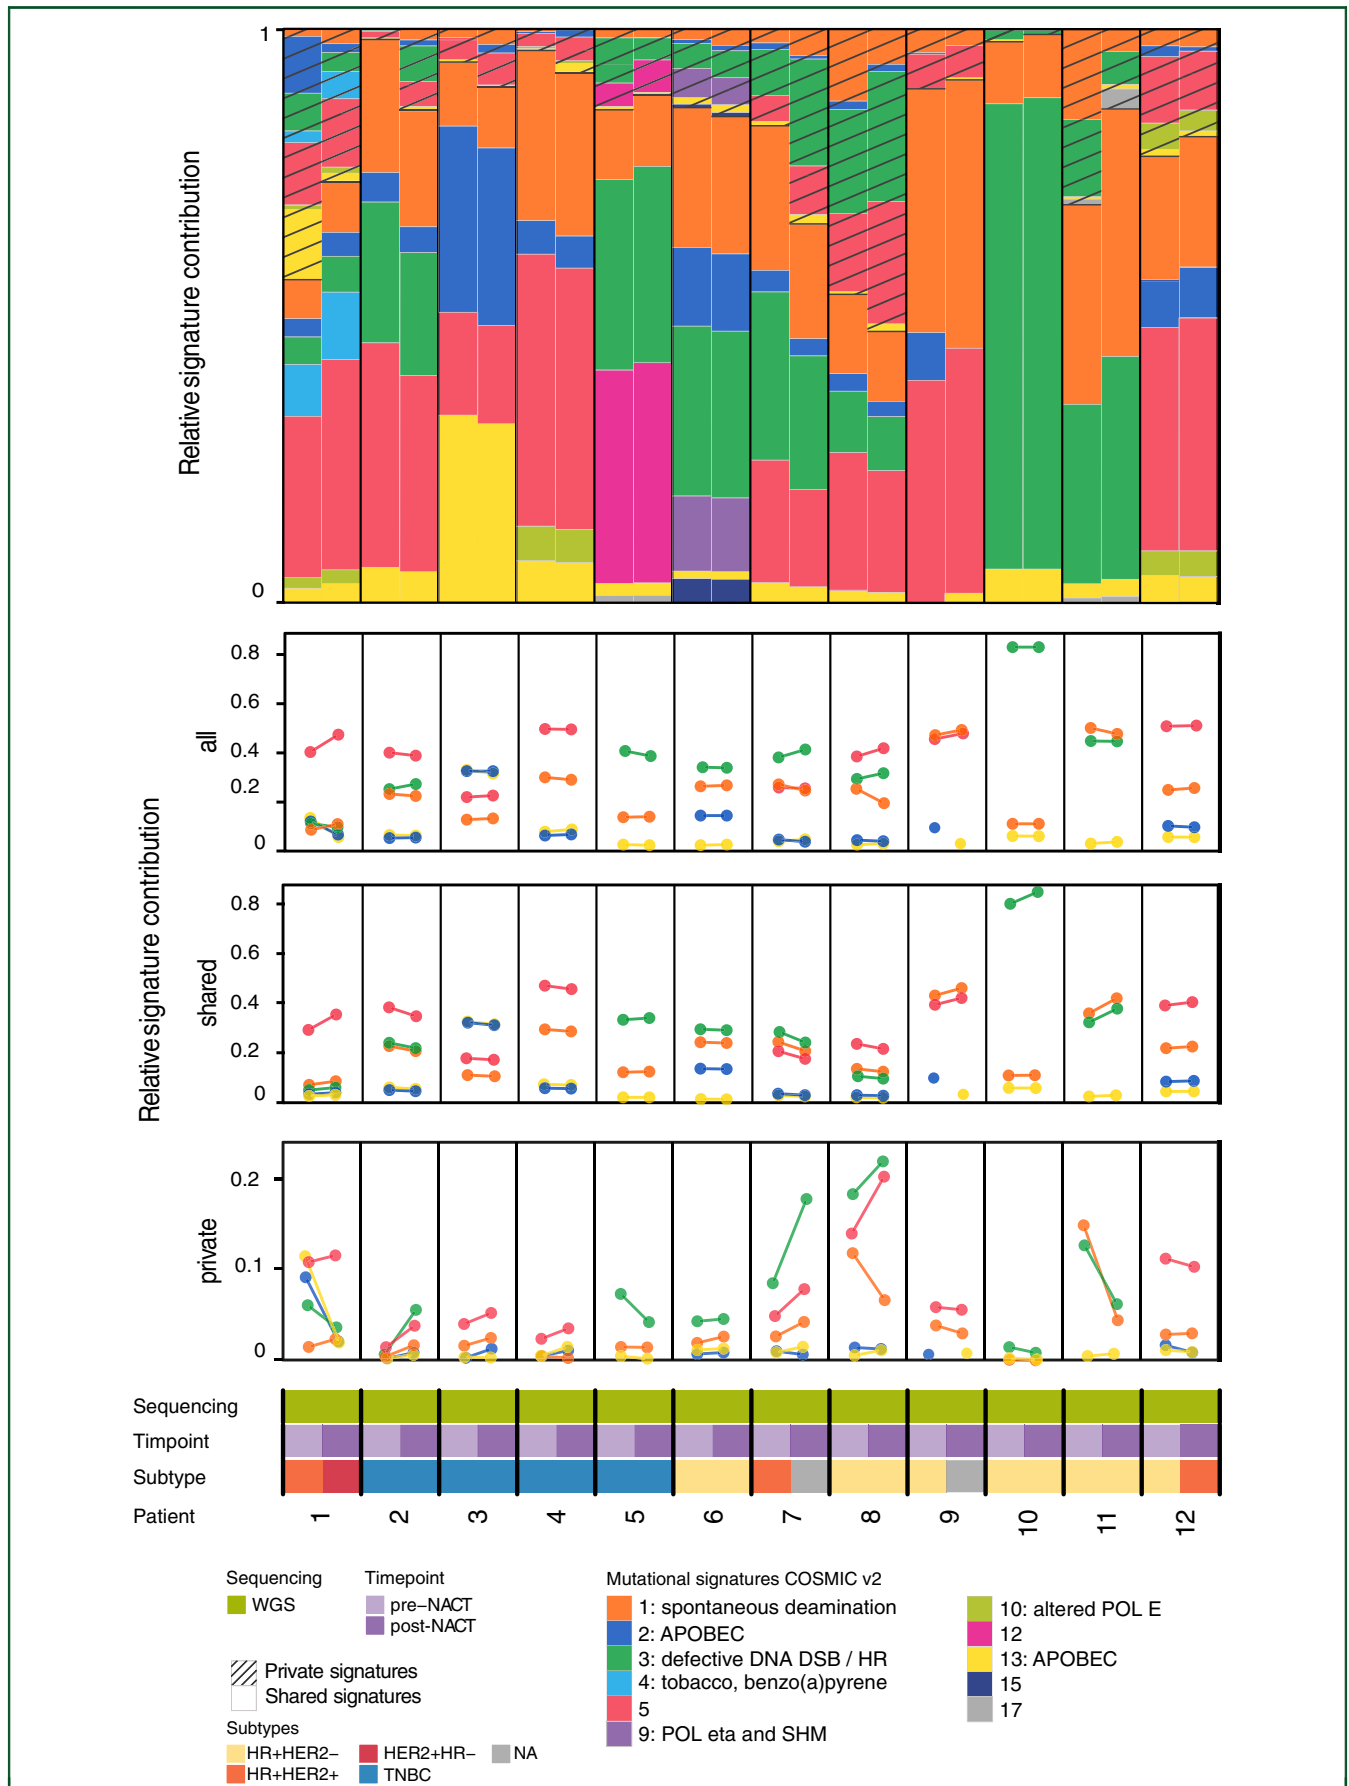 1
Relative signature contribution
0
0.8
0.6
0.4
0.2
0
all
0.8
0.6
0.4
0.2
0
shared
Relative signature contribution
0.2
0.1
0
private
Sequencing
Timpoint
Subtype
Patient 1 2 3 4 5 6 7 8 9 10 11 12
Sequencing
WGS
Timepoint
pre–NACT
post-NACT
Private signatures
Shared signatures
Subtypes
HR+HER2–
HR+HER2+
HER2+HR–
TNBC
NA
Mutational signatures COSMIC v2
1: spontaneous deamination
2: APOBEC
3: defective DNA DSB / HR
4: tobacco, benzo(a)pyrene
5
9: POL eta and SHM
10: altered POL E
12
13: APOBEC
15
17